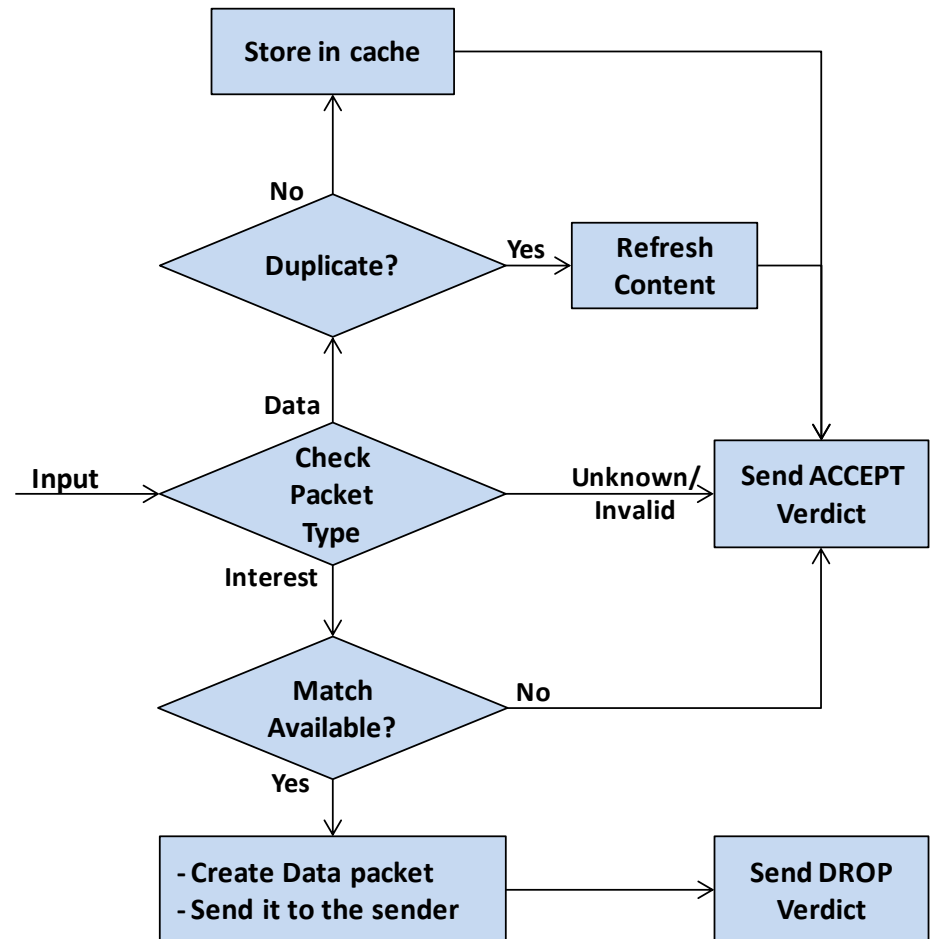 Store in cache
No
Duplicate?
Yes
Refresh
Content
Data
Input
Check
Packet
Type
Unknown/
Invalid
Send ACCEPT
Verdict
Interest
Match
Available?
No
Yes
- Create Data packet
- Send it to the sender
Send DROP
Verdict